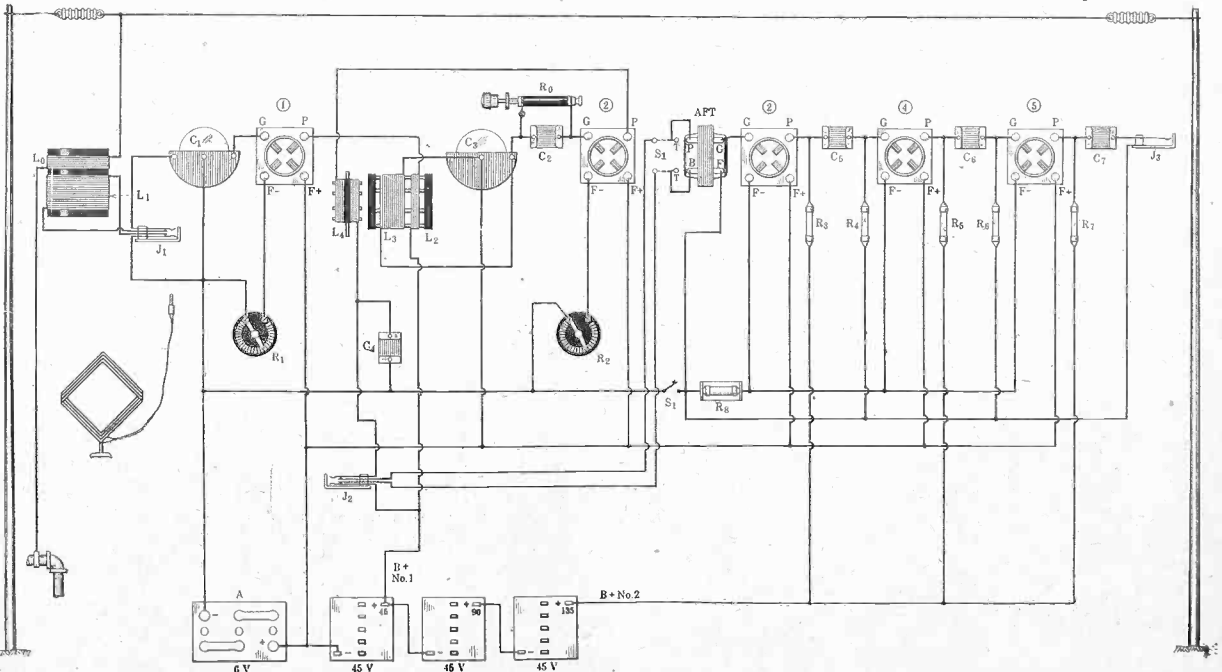 R0
1 P G C1 C3 C2 2 G P AFT
S1 T P G B F T
2 G P C5 4 G P C6 5 G P C7 J3
L0 L1 J1
F- F+ L4 L3 L2 F- F+
F- F+ F- F+ F- F+
R3 R4 R5 R6 R7
R1 C4 R2
S1 R8
J2
B+
No.1
B+No.2
A
- +
6 V
+ 45 -
45 V
+ 90 -
45 V
+ 135 -
45 V